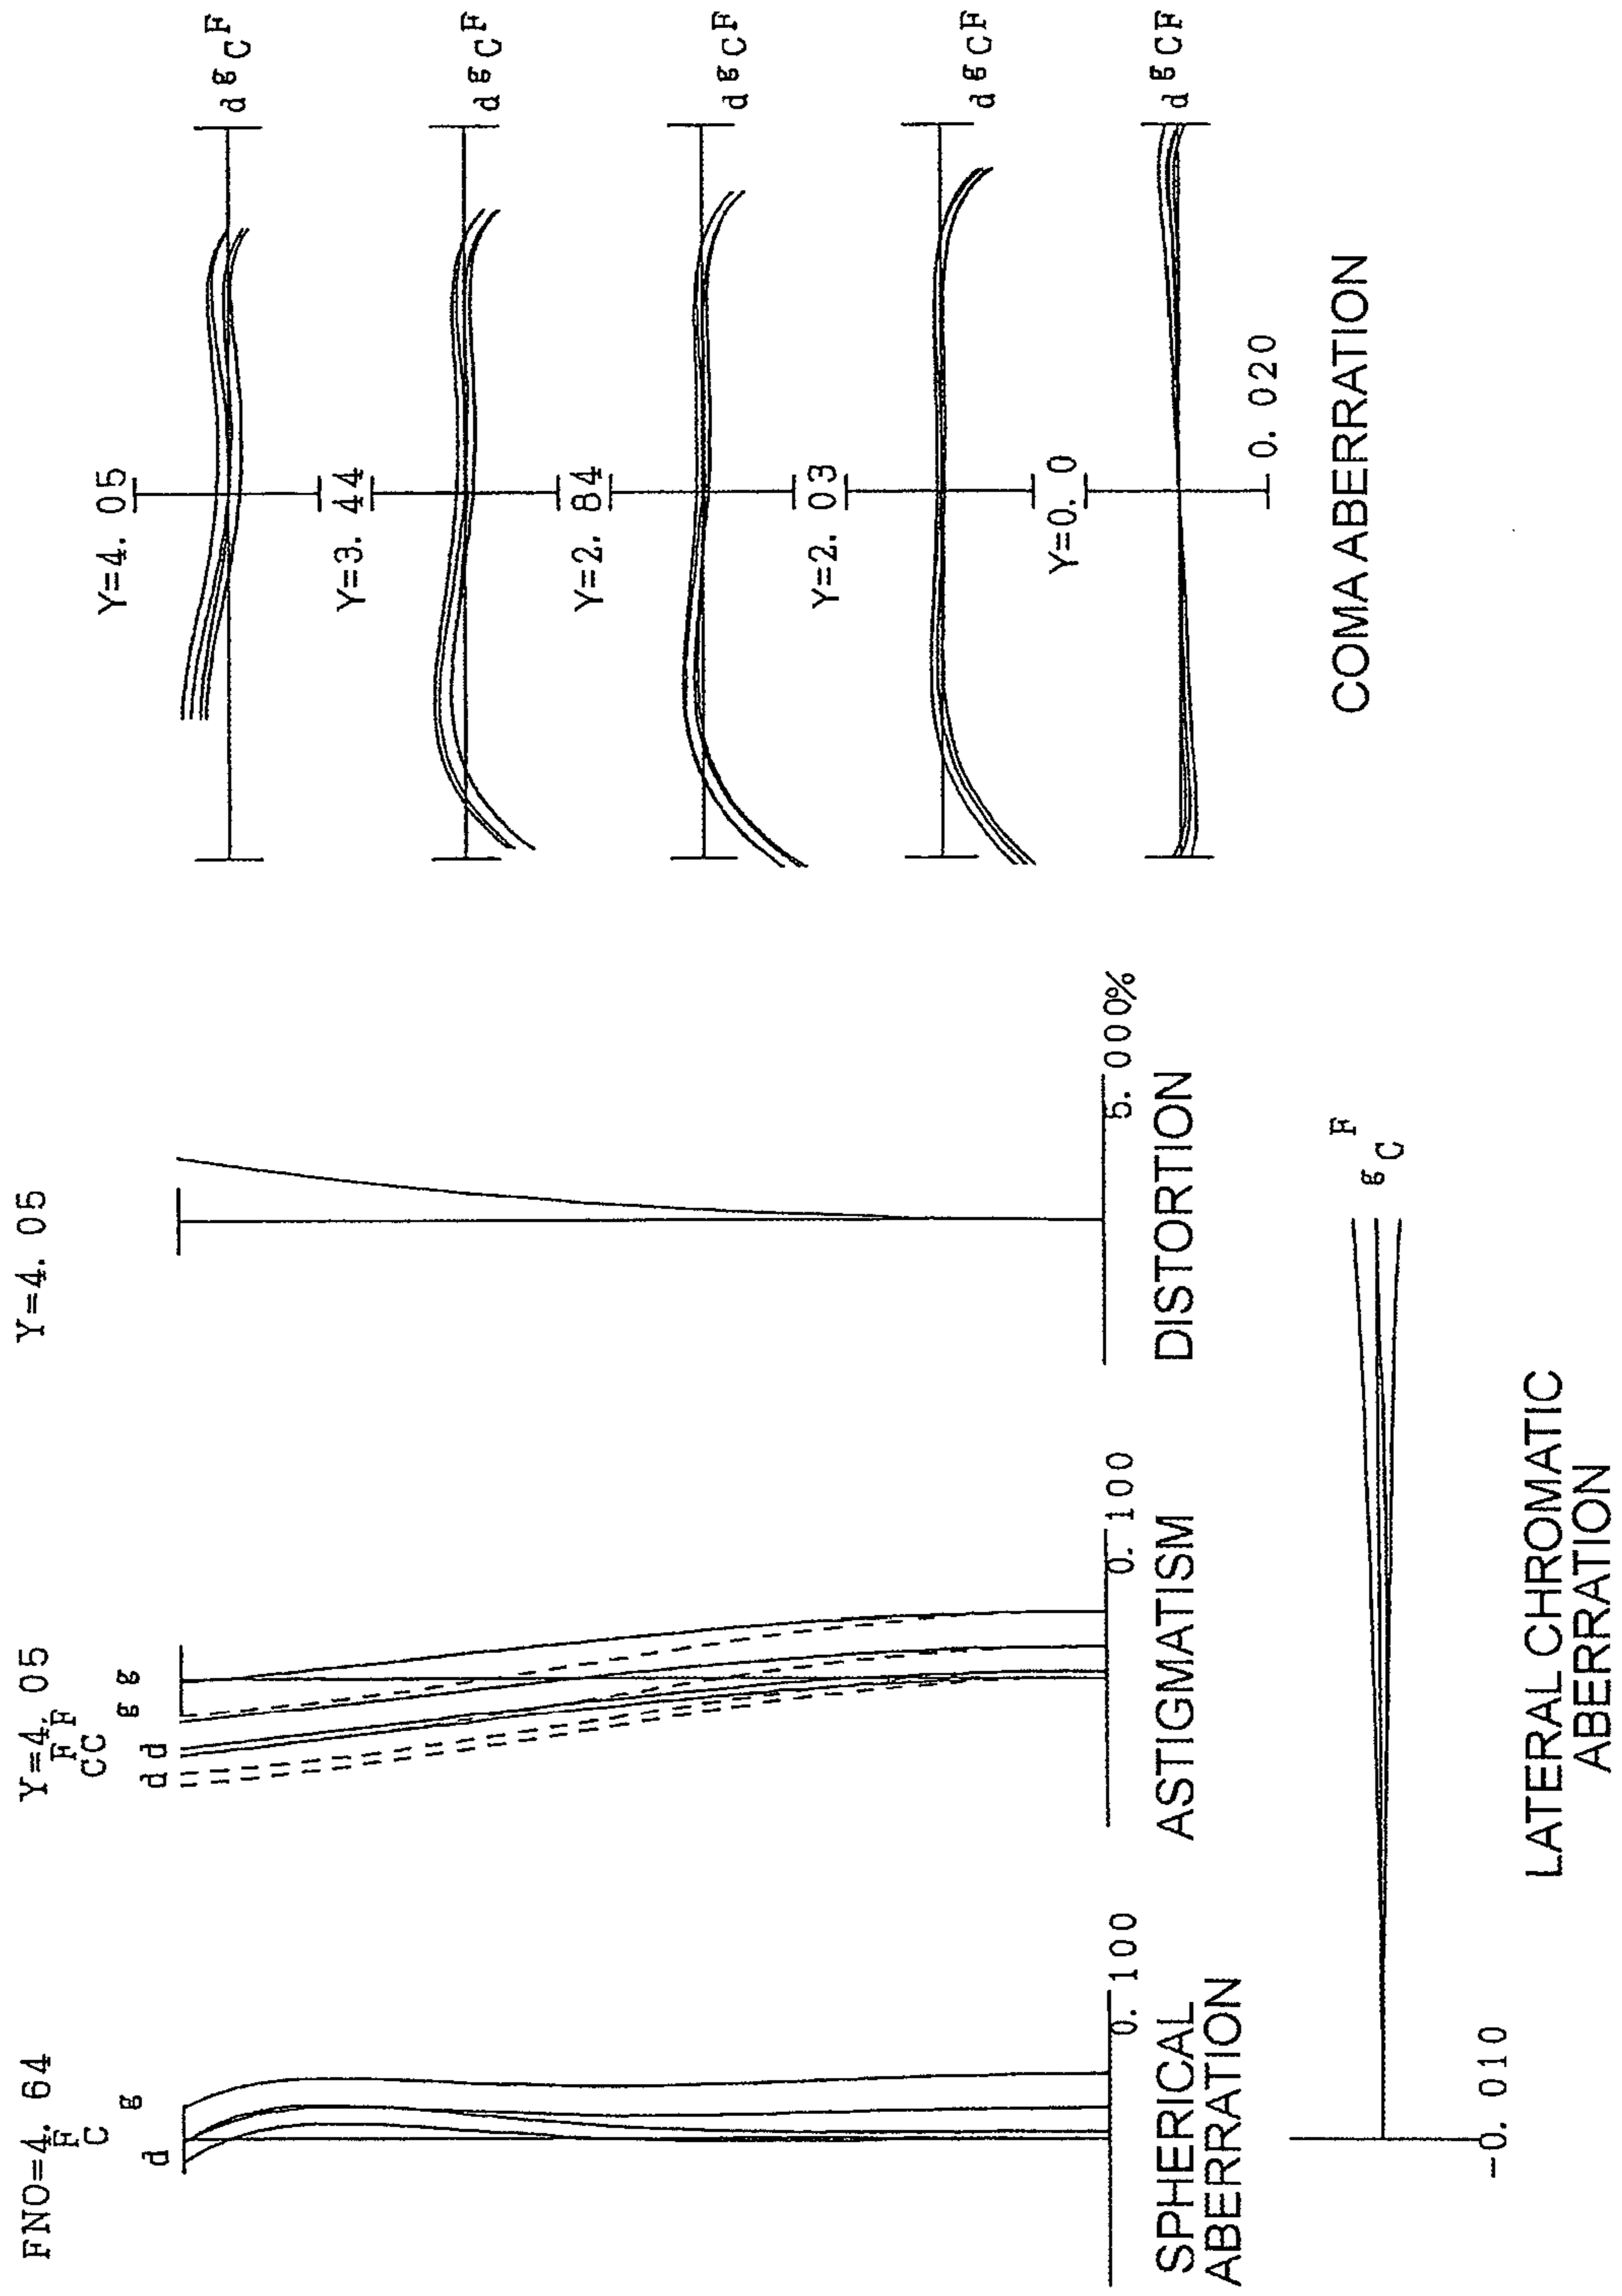 FNO=4. 64
F
C
g
d
0. 100
SPHERICAL
ABERRATION
Y=4. 05
F F
CC
g g
d d
0. 100
ASTIGMATISM
Y=4. 05
5. 000%
DISTORTION
Y=4. 05
d g C F
Y=3. 44
d g C F
Y=2. 84
d g C F
Y=2. 03
d g C F
Y=0. 0
d g C F
0. 020
COMA ABERRATION
F
g C
-0. 010
LATERAL CHROMATIC
ABERRATION